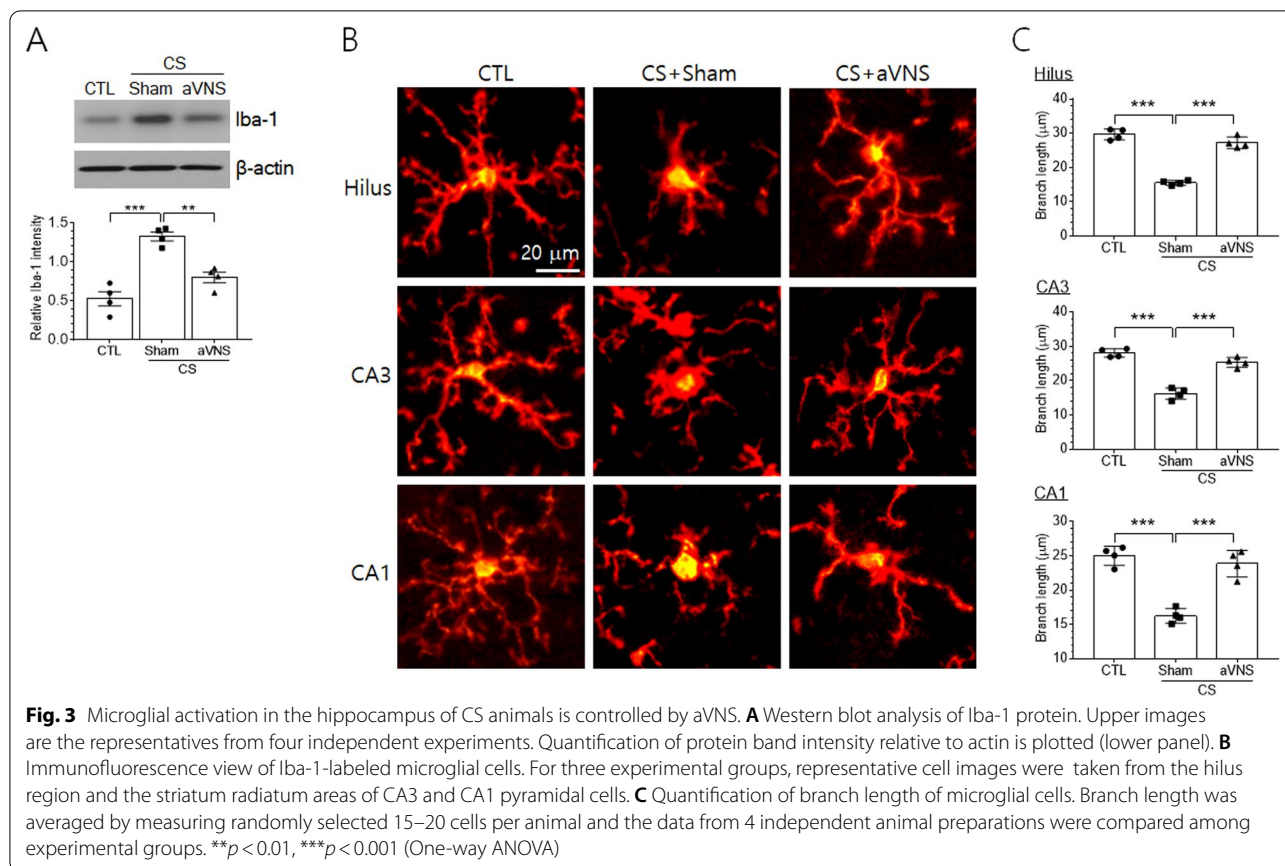 A
CS
CTL Sham aVNS
Iba-1
β-actin
*** **
Relative Iba-1 intensity
1.5
1.0
0.5
0.0
CTL Sham aVNS
CS
B
CTL CS+Sham CS+aVNS
Hilus
20 μm
CA3
CA1
C
Hilus
*** ***
Branch length (μm)
40
30
20
10
0
CTL Sham aVNS
CS
CA3
*** ***
Branch length (μm)
40
30
20
10
0
CTL Sham aVNS
CS
CA1
*** ***
Branch length (μm)
30
25
20
15
10
CTL Sham aVNS
CS
Fig. 3 Microglial activation in the hippocampus of CS animals is controlled by aVNS. A Western blot analysis of Iba-1 protein. Upper images
are the representatives from four independent experiments. Quantification of protein band intensity relative to actin is plotted (lower panel). B
Immunofluorescence view of Iba-1-labeled microglial cells. For three experimental groups, representative cell images were taken from the hilus
region and the striatum radiatum areas of CA3 and CA1 pyramidal cells. C Quantification of branch length of microglial cells. Branch length was
averaged by measuring randomly selected 15–20 cells per animal and the data from 4 independent animal preparations were compared among
experimental groups. **p < 0.01, ***p < 0.001 (One-way ANOVA)